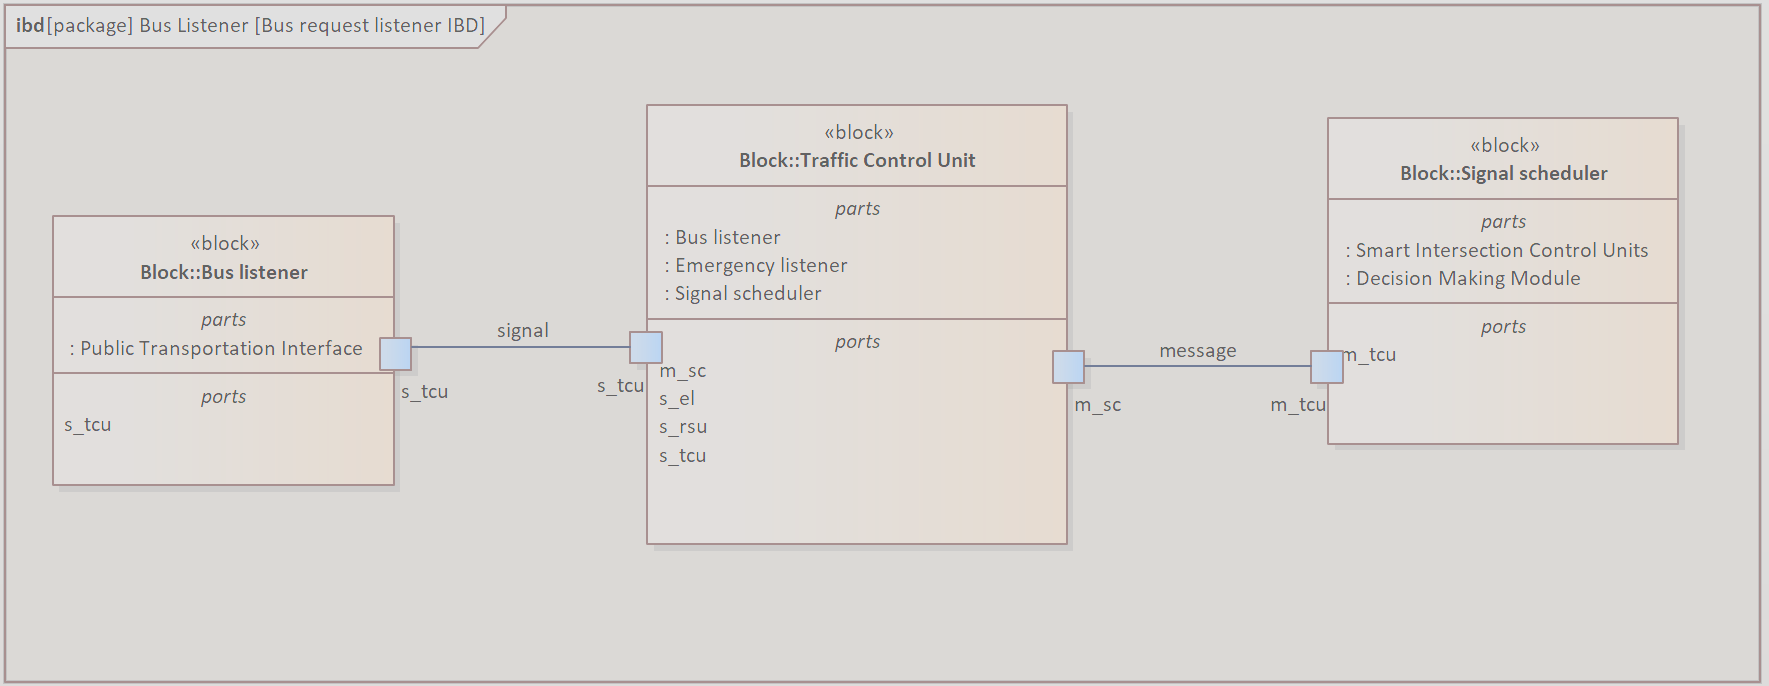 ibd[package] Bus Listener [Bus request listener IBD]
«block»
Block::Bus listener
parts
: Public Transportation Interface
ports
s_tcu
s_tcu
signal
s_tcu
«block»
Block::Traffic Control Unit
parts
: Bus listener
: Emergency listener
: Signal scheduler
ports
m_sc
s_el
s_rsu
s_tcu
m_sc
message
m_tcu
«block»
Block::Signal scheduler
parts
: Smart Intersection Control Units
: Decision Making Module
ports
m_tcu